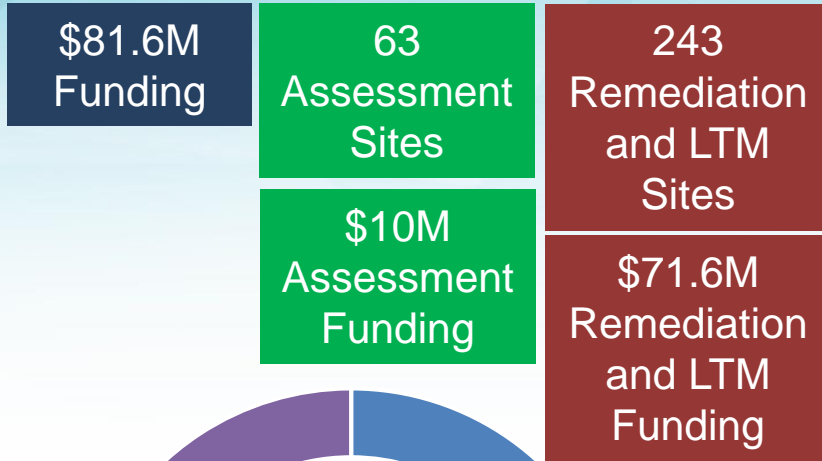 $81.6M
Funding
63
Assessment
Sites
$10M
Assessment
Funding
243
Remediation
and LTM
Sites
$71.6M
Remediation
and LTM
Funding